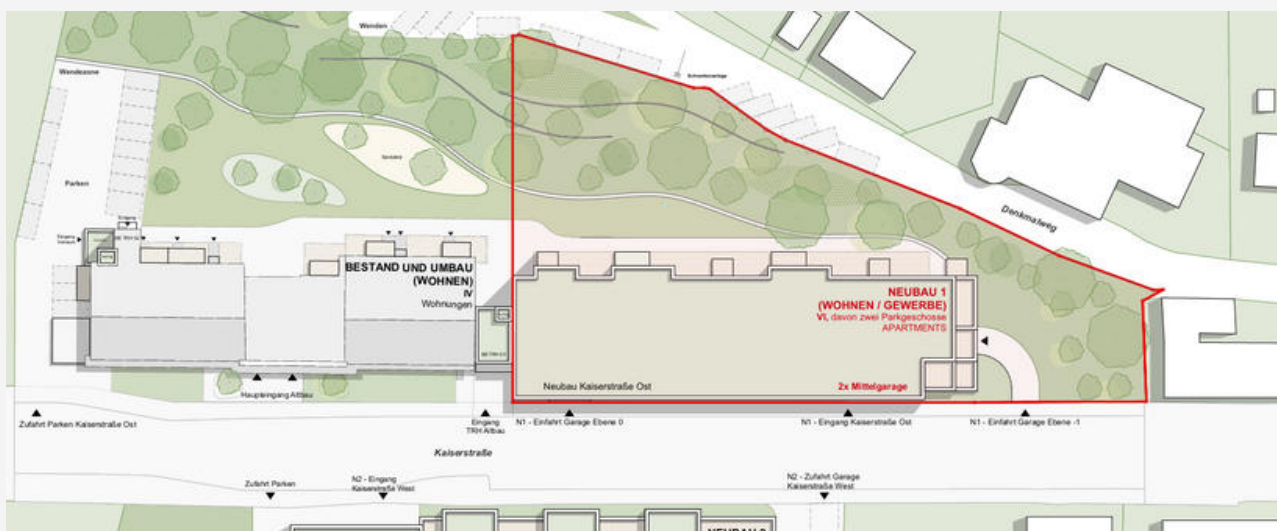 Wenden
Wendezone
Schrankenanlage
Parken
Denkmalweg
Eingang
BESTAND UND UMBAU
(WOHNEN)
IV
Wohnungen
NEUBAU 1
(WOHNEN / GEWERBE)
VI, davon zwei Parkgeschosse
APARTMENTS
Neubau Kaiserstraße Ost
2x Mittelgarage
Haupteingang Altbau
Zufahrt Parken Kaiserstraße Ost
Eingang
TRH Altbau
N1 - Einfahrt Garage Ebene 0
N1 - Eingang Kaiserstraße Ost
N1 - Einfahrt Garage Ebene -1
Kaiserstraße
Zufahrt Parken
N2 - Eingang
Kaiserstraße West
N2 - Zufahrt Garage
Kaiserstraße West